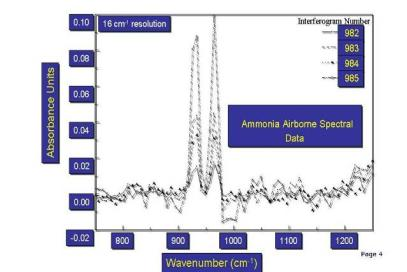 16 cm-1 resolution
Interferogram Number
982
983
984
985
0.10
0.08
0.06
0.04
0.02
0.00
-0.02
Absorbance Units
Ammonia Airborne Spectral
Data
800
900
1000
1100
1200
Wavenumber (cm-1)
Page 4